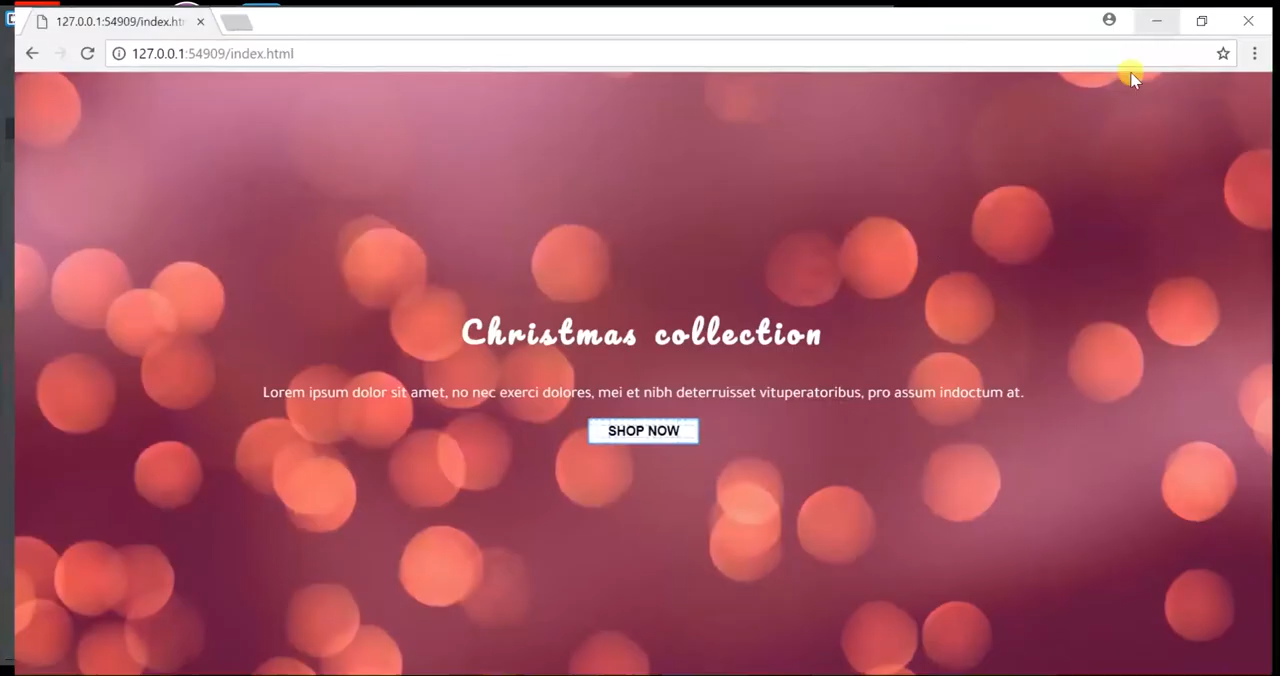 127.0.0.1:54909/index.ht
127.0.0.1:54909/index.html
Christmas collection
Lorem ipsum dolor sit amet, no nec exerci dolores, mei et nibh deterruisset vituperatoribus, pro assum indoctum at.
SHOP NOW